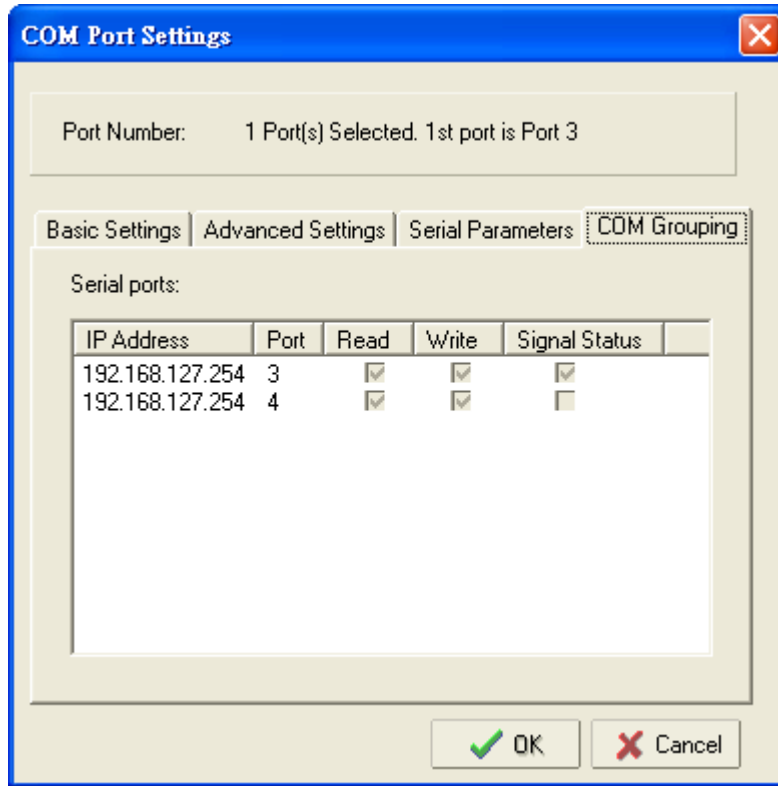 COM Port Settings
Port Number: 1 Port(s) Selected. 1st port is Port 3
Basic Settings Advanced Settings Serial Parameters COM Grouping
Serial ports:
IP Address Port Read Write Signal Status
192.168.127.254 3
192.168.127.254 4
OK Cancel